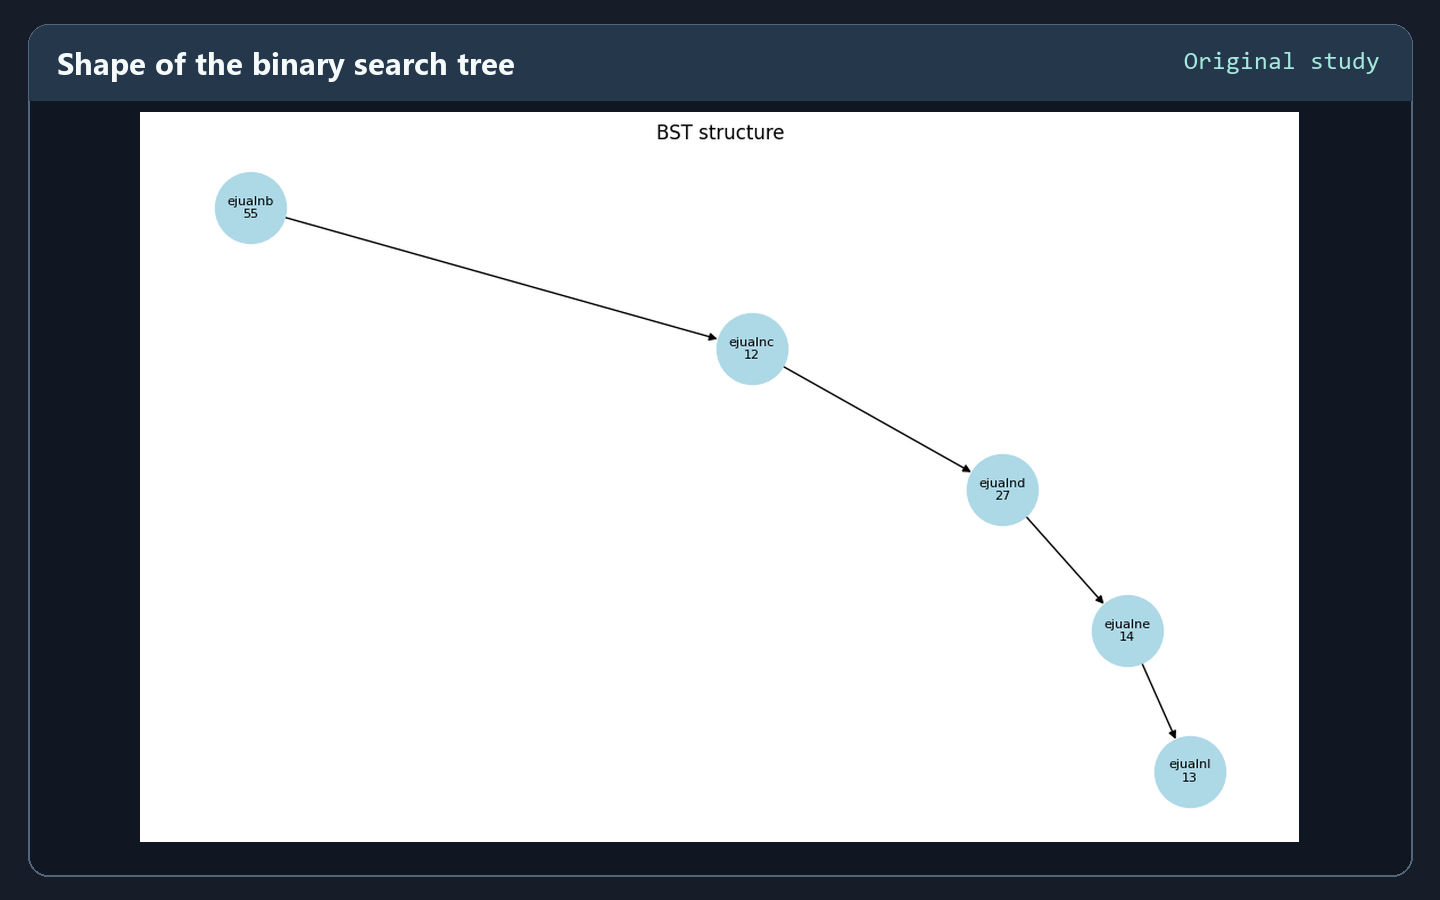 Shape of the binary search tree
Original study
BST structure
ejualnb
55
ejualnc
12
ejualnd
27
ejualne
14
ejualnl
13